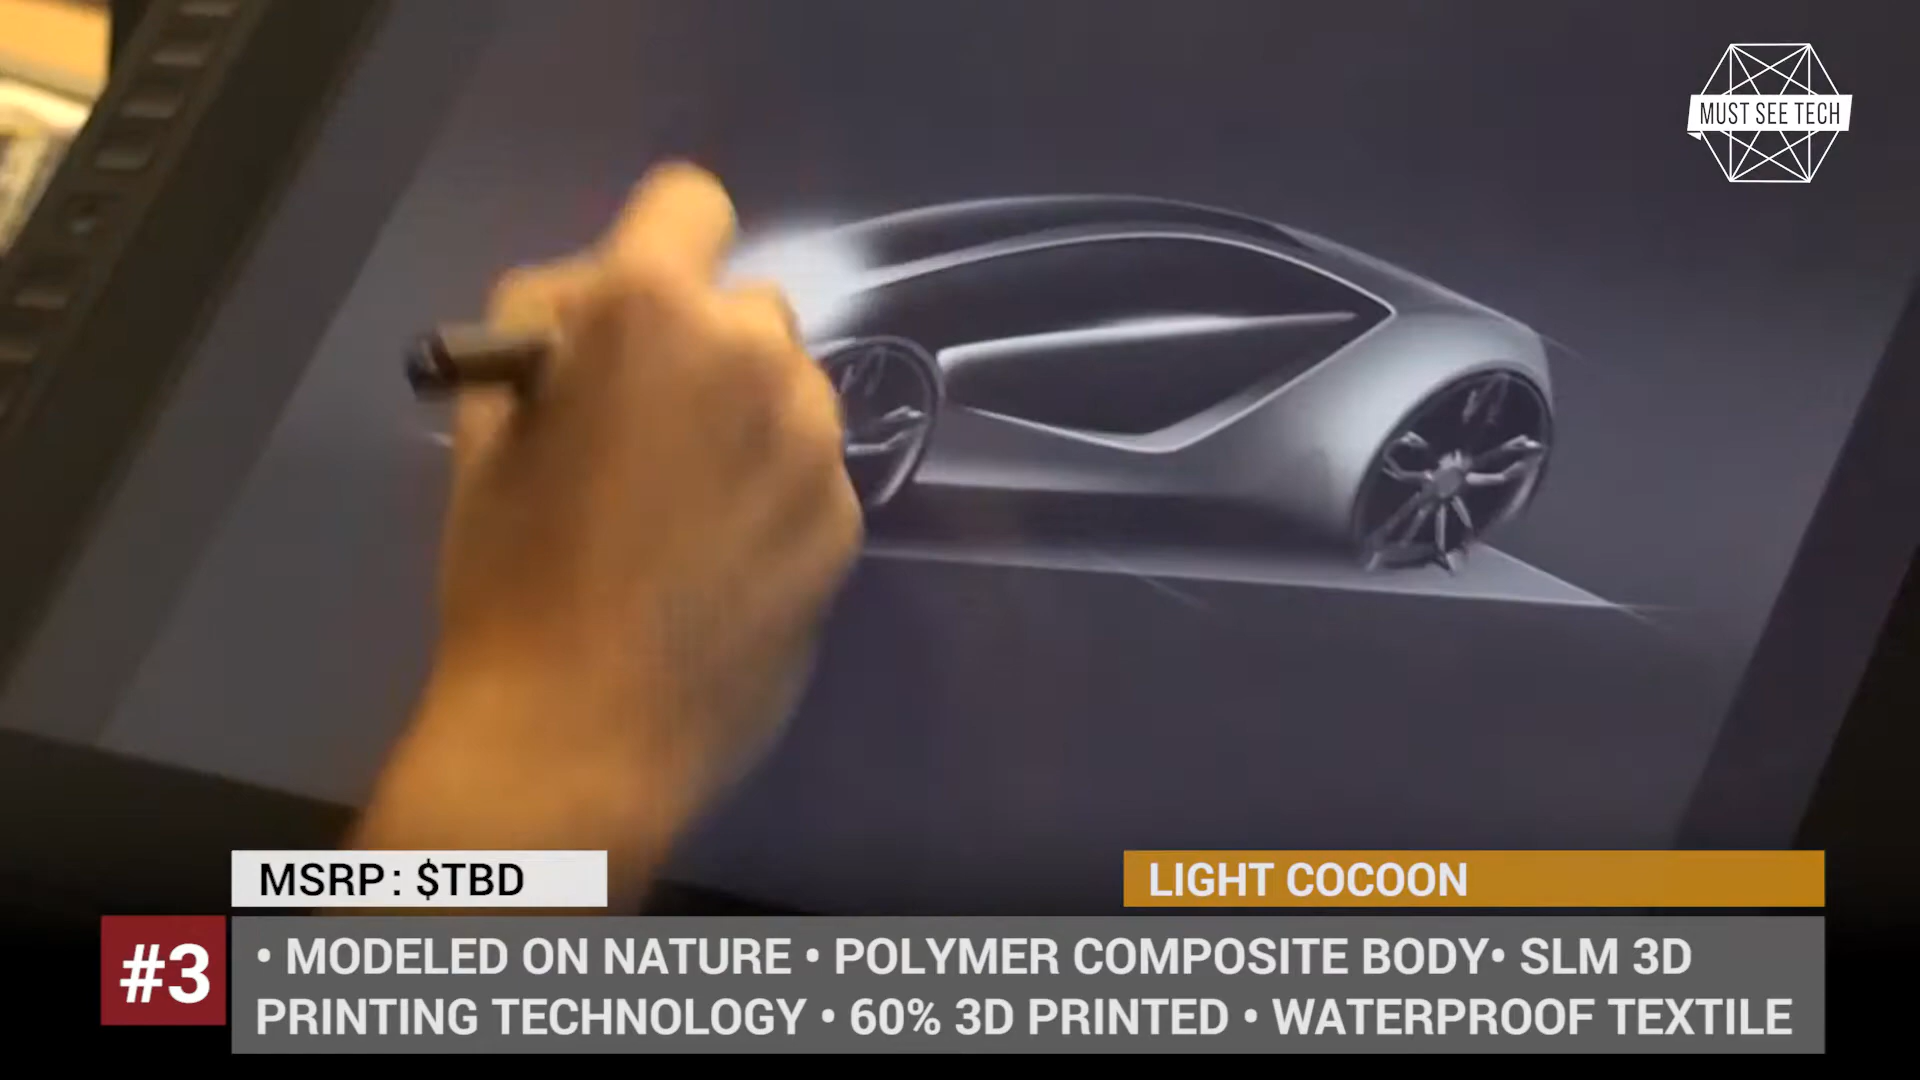 MUST SEE TECH
MSRP: $TBD
LIGHT COCOON
#3
• MODELED ON NATURE • POLYMER COMPOSITE BODY• SLM 3D
PRINTING TECHNOLOGY • 60% 3D PRINTED • WATERPROOF TEXTILE